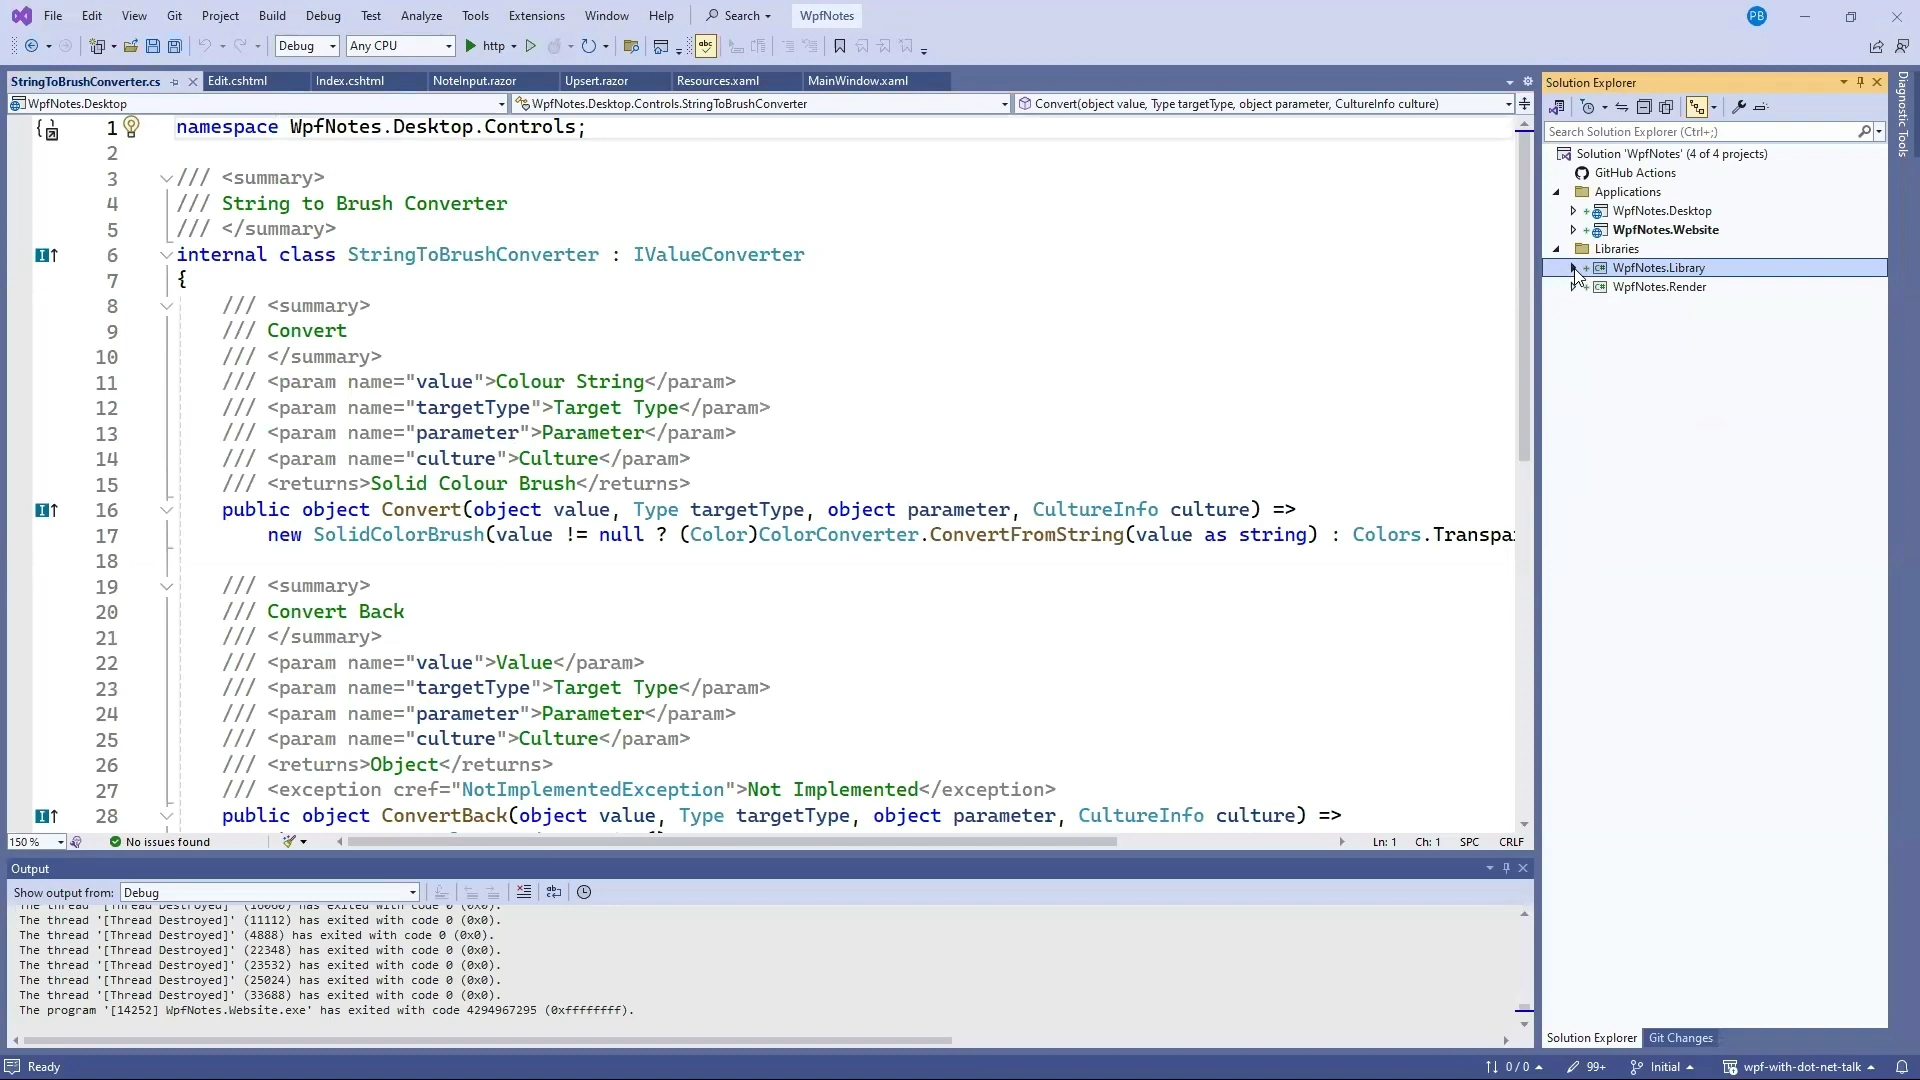 File Edit View Git Project Build Debug Test Analyze Tools Extensions Window Help Search WpfNotes PB
Debug Any CPU http
StringToBrushConverter.cs Edit.cshtml Index.cshtml NoteInput.razor Upsert.razor Resources.xaml MainWindow.xaml
WpfNotes.Desktop WpfNotes.Desktop.Controls.StringToBrushConverter Convert(object value, Type targetType, object parameter, CultureInfo culture)
1 namespace WpfNotes.Desktop.Controls;
2
3 /// <summary>
4 /// String to Brush Converter
5 /// </summary>
6 internal class StringToBrushConverter : IValueConverter
7 {
8 /// <summary>
9 /// Convert
10 /// </summary>
11 /// <param name="value">Colour String</param>
12 /// <param name="targetType">Target Type</param>
13 /// <param name="parameter">Parameter</param>
14 /// <param name="culture">Culture</param>
15 /// <returns>Solid Colour Brush</returns>
16 public object Convert(object value, Type targetType, object parameter, CultureInfo culture) =>
17 new SolidColorBrush(value != null ? (Color)ColorConverter.ConvertFromString(value as string) : Colors.Transpa
18
19 /// <summary>
20 /// Convert Back
21 /// </summary>
22 /// <param name="value">Value</param>
23 /// <param name="targetType">Target Type</param>
24 /// <param name="parameter">Parameter</param>
25 /// <param name="culture">Culture</param>
26 /// <returns>Object</returns>
27 /// <exception cref="NotImplementedException">Not Implemented</exception>
28 public object ConvertBack(object value, Type targetType, object parameter, CultureInfo culture) =>
150 % No issues found Ln: 1 Ch: 1 SPC CRLF
Output
Show output from: Debug
The thread '[Thread Destroyed]' (16060) has exited with code 0 (0x0).
The thread '[Thread Destroyed]' (11112) has exited with code 0 (0x0).
The thread '[Thread Destroyed]' (4888) has exited with code 0 (0x0).
The thread '[Thread Destroyed]' (22348) has exited with code 0 (0x0).
The thread '[Thread Destroyed]' (23532) has exited with code 0 (0x0).
The thread '[Thread Destroyed]' (25024) has exited with code 0 (0x0).
The thread '[Thread Destroyed]' (33688) has exited with code 0 (0x0).
The program '[14252] WpfNotes.Website.exe' has exited with code 4294967295 (0xffffffff).
Solution Explorer
Search Solution Explorer (Ctrl+;)
Solution 'WpfNotes' (4 of 4 projects)
GitHub Actions
Applications
WpfNotes.Desktop
WpfNotes.Website
Libraries
WpfNotes.Library
WpfNotes.Render
Solution Explorer Git Changes
Diagnostic Tools
Ready 0 / 0 99+ Initial wpf-with-dot-net-talk